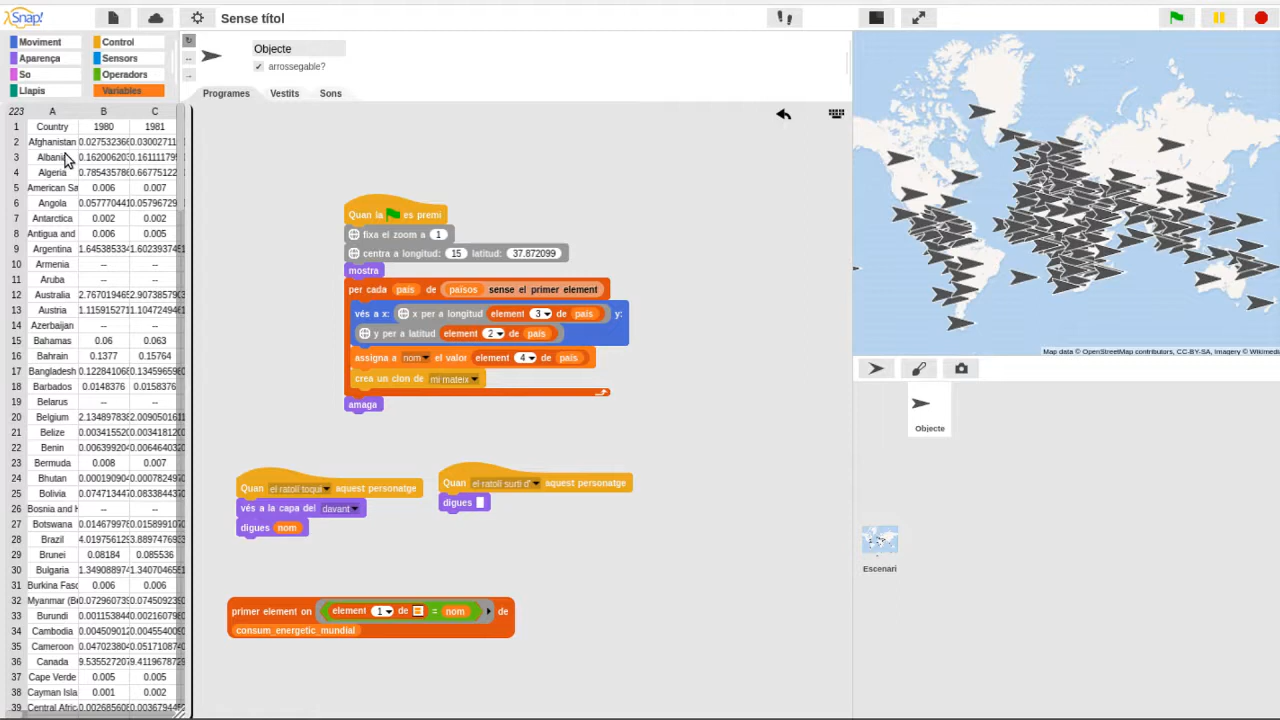 Snap!
Sense títol
Moviment
Control
Aparença
Sensors
So
Operadors
Llapis
Variables
Objecte
arrossegable?
Programes
Vestits
Sons
223 A B C
1 Country 1980 1981
2 Afghanistan
3 Albania
4 Algeria
5 American Sa 0.006 0.007
6 Angola
7 Antarctica 0.002 0.002
8 Antigua and 0.006 0.005
9 Argentina
10 Armenia -- --
11 Aruba -- --
12 Australia
13 Austria
14 Azerbaijan -- --
15 Bahamas 0.06 0.063
16 Bahrain 0.1377 0.15764
17 Bangladesh
18 Barbados 0.0148376 0.0158376
19 Belarus -- --
20 Belgium
21 Belize
22 Benin
23 Bermuda 0.008 0.007
24 Bhutan
25 Bolivia
26 Bosnia and H -- --
27 Botswana
28 Brazil
29 Brunei 0.08184 0.085536
30 Bulgaria
31 Burkina Faso 0.006 0.006
32 Myanmar (Bu
33 Burundi
34 Cambodia
35 Cameroon
36 Canada
37 Cape Verde 0.005 0.005
38 Cayman Isla 0.001 0.002
39 Central Afric
Quan la es premi
fixa el zoom a 1
centra a longitud: 15 latitud: 37.872099
mostra
per cada país de països sense el primer element
vés a x: x per a longitud element 3 de país y:
y per a latitud element 2 de país
assigna a nom el valor element 4 de país
crea un clon de mi mateix
amaga
Quan el ratolí toqui aquest personatge
vés a la capa del davant
digues nom
Quan el ratolí surti d' aquest personatge
digues
primer element on element 1 de = nom de
consum_energetic_mundial
Map data © OpenStreetMap contributors, CC-BY-SA, Imagery © Wikimedi
Objecte
Escenari